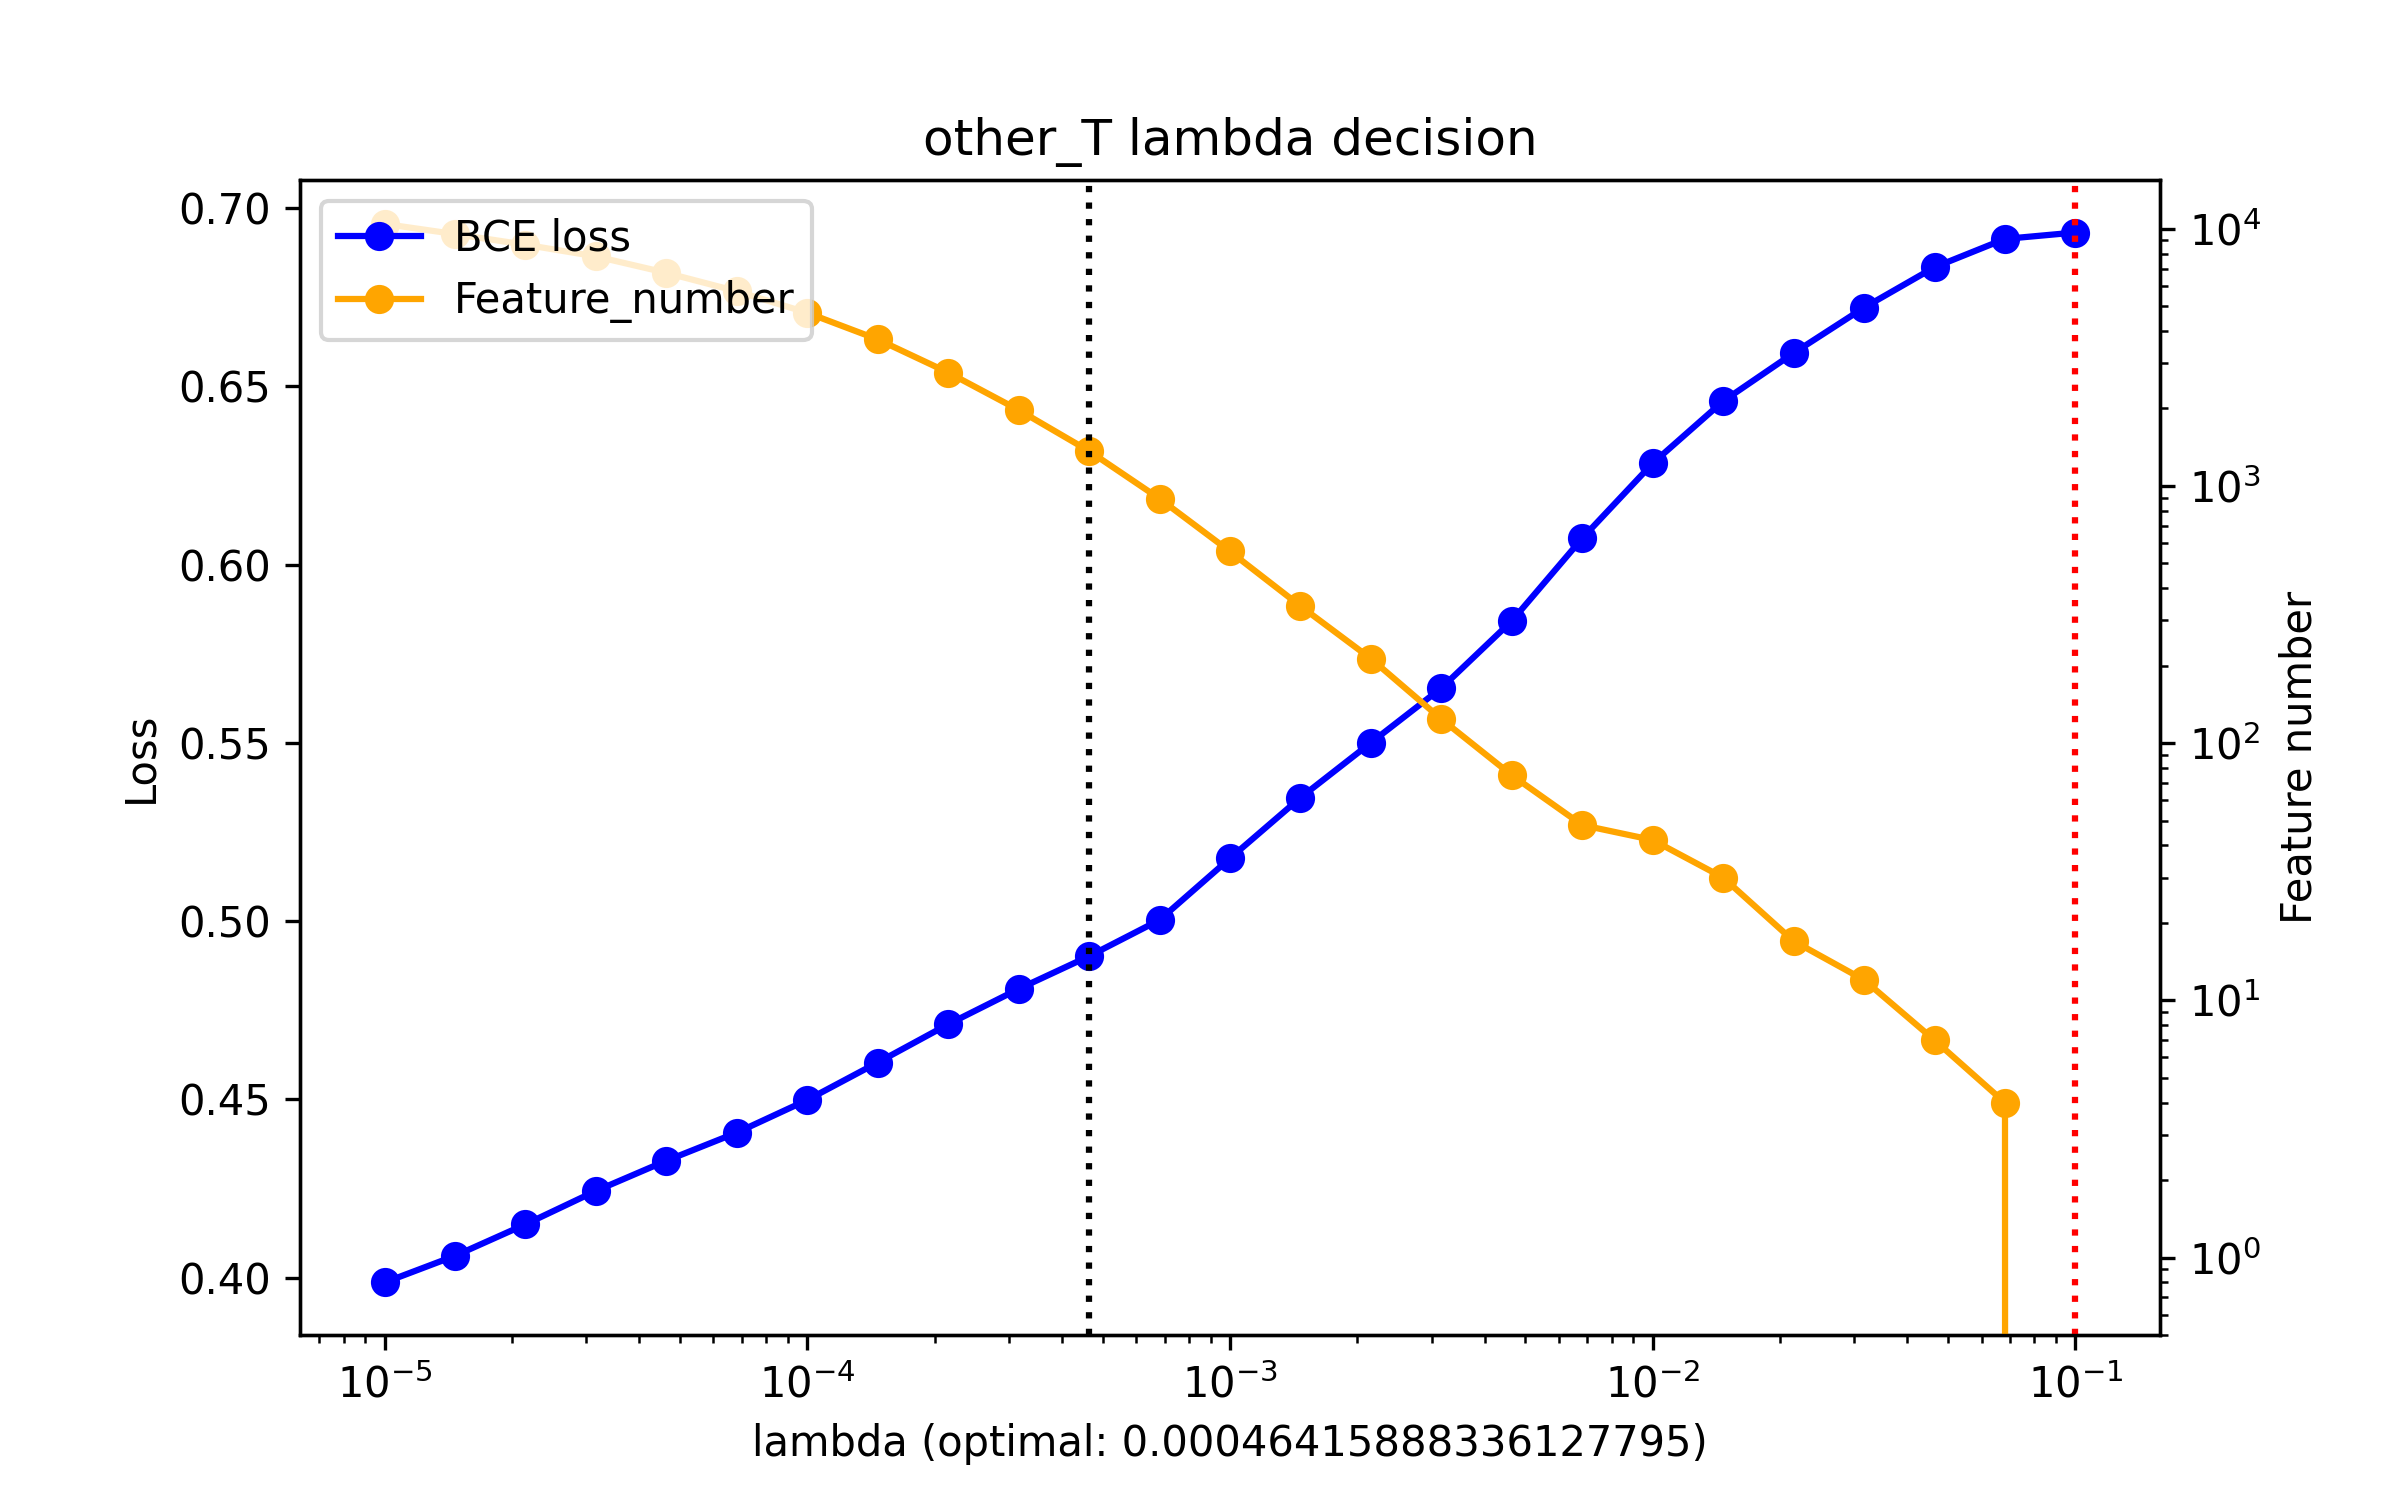 other_T lambda decision
BCE loss
Feature_number
Loss
0.70
0.65
0.60
0.55
0.50
0.45
0.40
10⁴
10³
10²
10¹
10⁰
Feature number
10⁻⁵ 10⁻⁴ 10⁻³ 10⁻² 10⁻¹
lambda (optimal: 0.00046415888336127795)